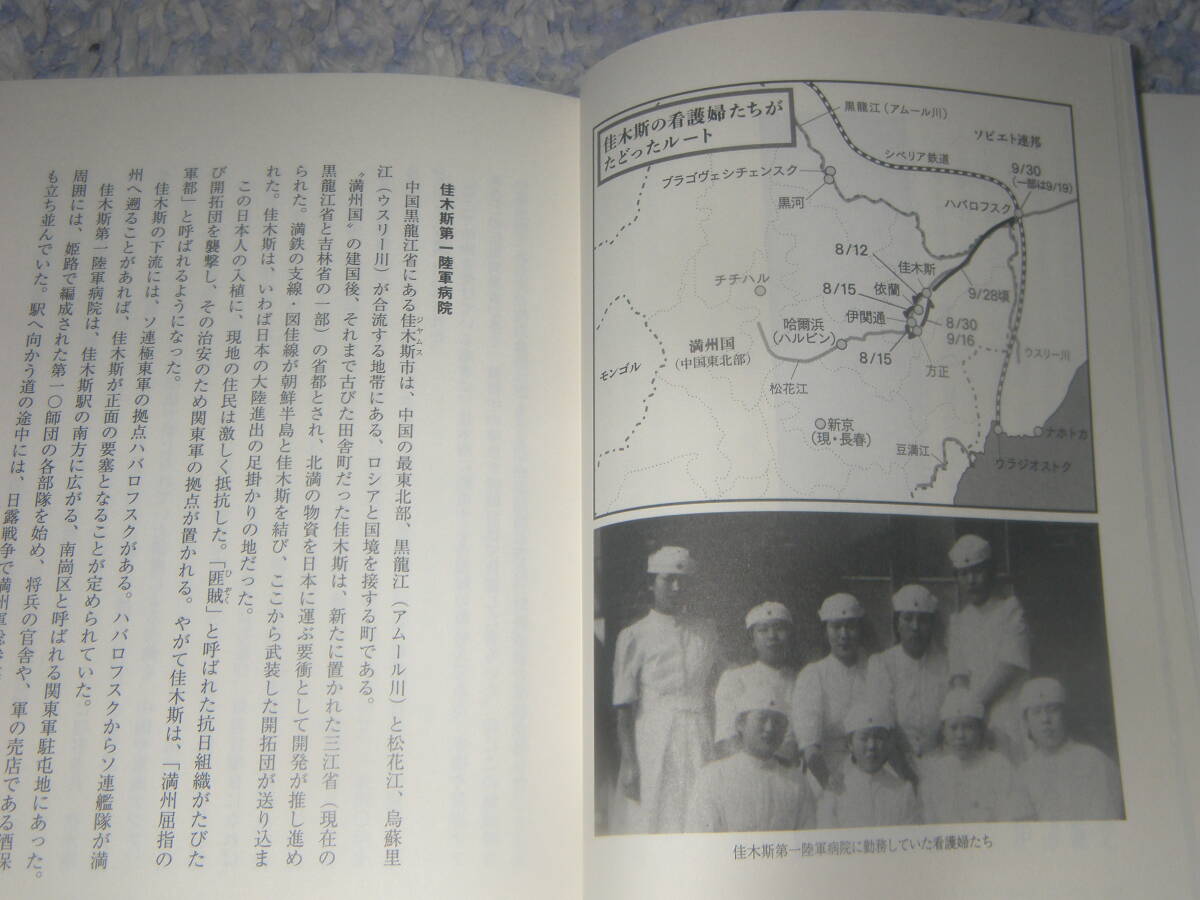 佳木斯の看護婦たちが
たどったルート
黒龍江（アムール川）
ソビエト連邦
シベリア鉄道
9/30
（一部は9/19）
ブラゴヴェシチェンスク
黒河
ハバロフスク
8/12
佳木斯
チチハル
8/15
依蘭
9/28頃
伊関通
8/30
哈爾浜
（ハルビン）
9/16
満州国
（中国東北部）
8/15
方正
ウスリー川
モンゴル
松花江
新京
（現・長春）
豆満江
ナホトカ
ウラジオストク
佳木斯第一陸軍病院に勤務していた看護婦たち
佳木斯第一陸軍病院
中国黒龍江省にある佳木斯市は、中国の最東北部、黒龍江（アムール川）と松花江、烏蘇里
ジャムス
江（ウスリー川）が合流する地帯にある、ロシアと国境を接する町である。
〝満州国〟の建国後、それまで古びた田舎町だった佳木斯は、新たに置かれた三江省（現在の
黒龍江省と吉林省の一部）の省都とされ、北満の物資を日本に運ぶ要衝として開発が推し進め
られた。満鉄の支線・図佳線が朝鮮半島と佳木斯を結び、ここから武装した開拓団が送り込ま
れた。佳木斯は、いわば日本の大陸進出の足掛かりの地だった。
この日本人の入植に、現地の住民は激しく抵抗した。「匪賊」と呼ばれた抗日組織がたびた
ひぞく
び開拓団を襲撃し、その治安のため関東軍の拠点が置かれる。やがて佳木斯は、「満州屈指の
軍都」と呼ばれるようになった。
佳木斯の下流には、ソ連極東軍の拠点ハバロフスクがある。ハバロフスクからソ連艦隊が満
州へ遡ることがあれば、佳木斯が正面の要塞となることが定められていた。
佳木斯第一陸軍病院は、佳木斯駅の南方に広がる、南崗区と呼ばれる関東軍駐屯地にあった。
周囲には、姫路で編成された第一〇師団の各部隊を始め、将兵の官舎や、軍の売店である酒保
も立ち並んでいた。駅へ向かう道の途中には、日露戦争で満州軍総参